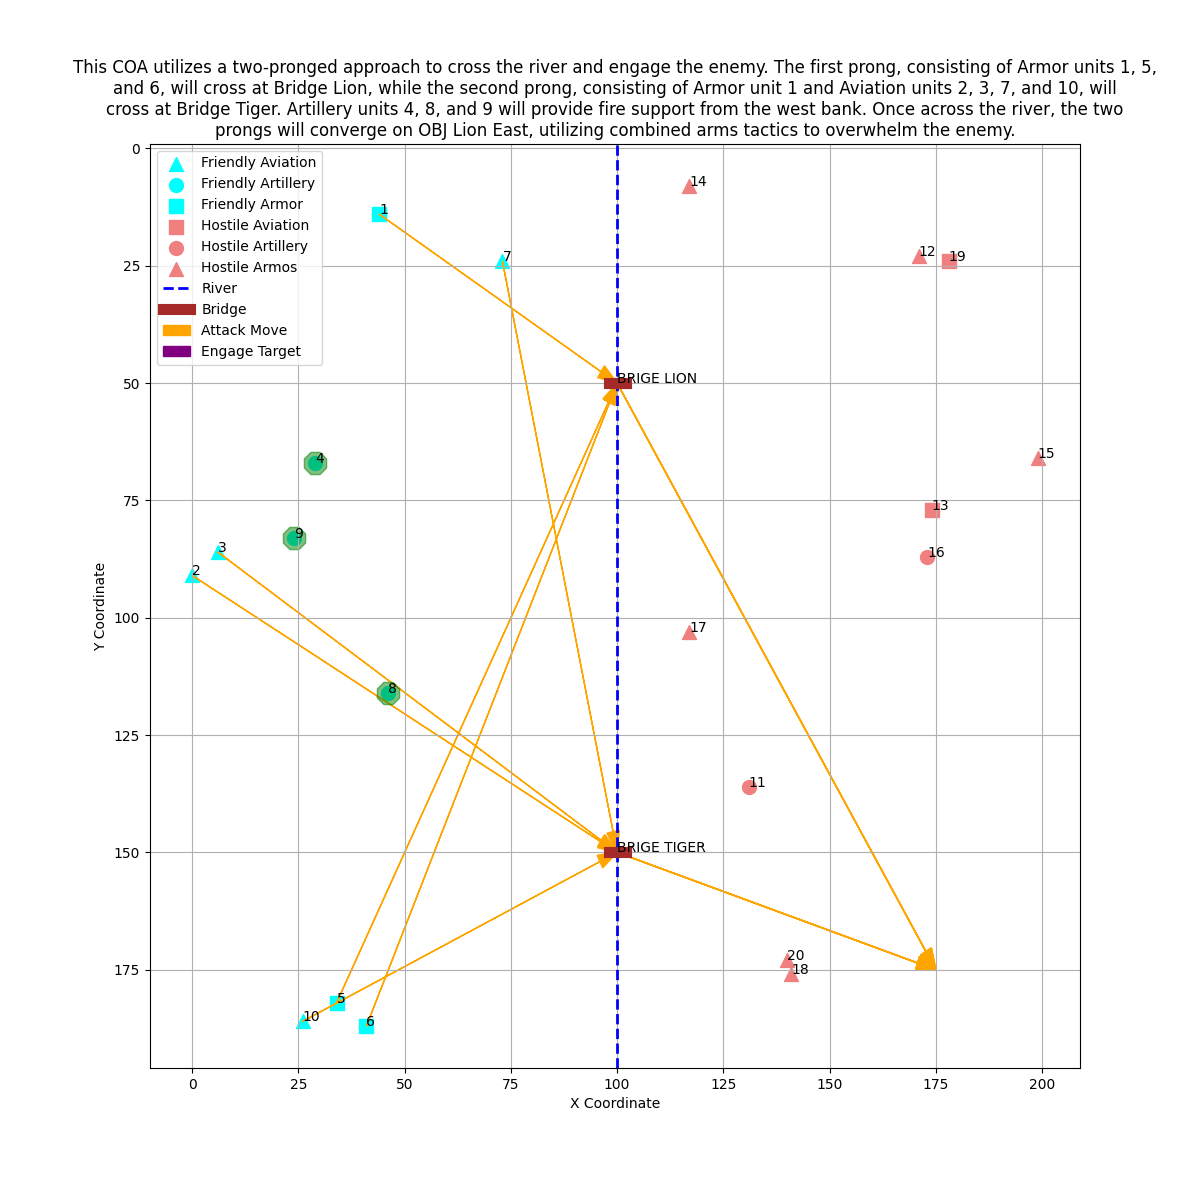 This COA utilizes a two-pronged approach to cross the river and engage the enemy. The first prong, consisting of Armor units 1, 5,
and 6, will cross at Bridge Lion, while the second prong, consisting of Armor unit 1 and Aviation units 2, 3, 7, and 10, will
cross at Bridge Tiger. Artillery units 4, 8, and 9 will provide fire support from the west bank. Once across the river, the two
prongs will converge on OBJ Lion East, utilizing combined arms tactics to overwhelm the enemy.
Friendly Aviation
Friendly Artillery
Friendly Armor
Hostile Aviation
Hostile Artillery
Hostile Armos
River
Bridge
Attack Move
Engage Target
0
25
50
75
100
125
150
175
Y Coordinate
14
1
12
19
7
BRIGE LION
15
4
13
9
3
16
2
17
8
11
BRIGE TIGER
20
18
5
10
6
0
25
50
75
100
125
150
175
200
X Coordinate